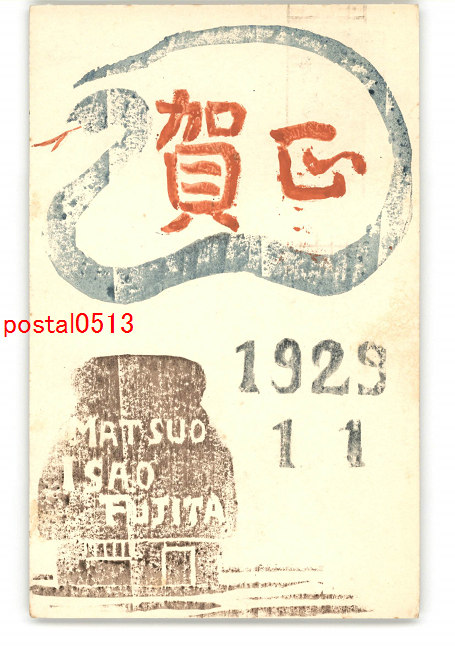 賀正
postal0513
1929
1 1
MATSUO
ISAO
FUJITA